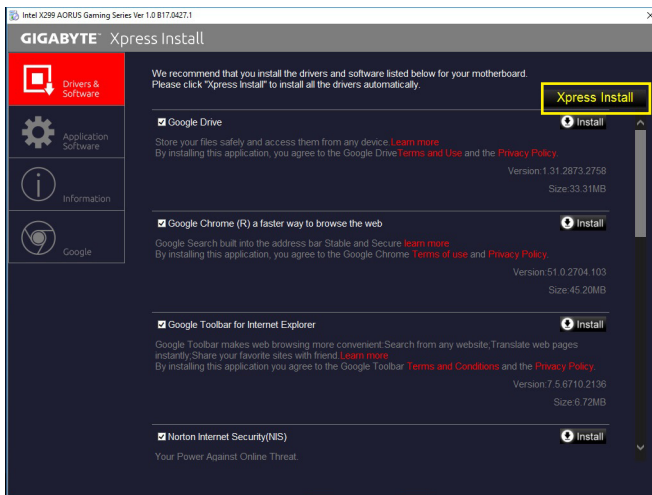 Intel X299 AORUS Gaming Series Ver 1.0 B17.0427.1
GIGABYTE™ Xpress Install
Drivers &
Software
Application
Software
Information
Google
We recommend that you install the drivers and software listed below for your motherboard.
Please click "Xpress Install" to install all the drivers automatically.
Xpress Install
Google Drive
Install
Store your files safely and access them from any device.Learn more
By installing this application, you agree to the Google DriveTerms and Use and the Privacy Policy.
Version:1.31.2873.2758
Size:33.31MB
Google Chrome (R) a faster way to browse the web
Install
Google Search built into the address bar Stable and Secure learn more
By installing this application, you agree to the Google Chrome Terms of use and Privacy Policy.
Version:51.0.2704.103
Size:45.20MB
Google Toolbar for Internet Explorer
Install
Google Toolbar makes web browsing more convenient:Search from any website;Translate web pages
instantly;Share your favorite sites with friend.Learn more
By installing this application you agree to the Google Toolbar Terms and Conditions and the Privacy Policy.
Version:7.5.6710.2136
Size:6.72MB
Norton Internet Security(NIS)
Install
Your Power Against Online Threat.